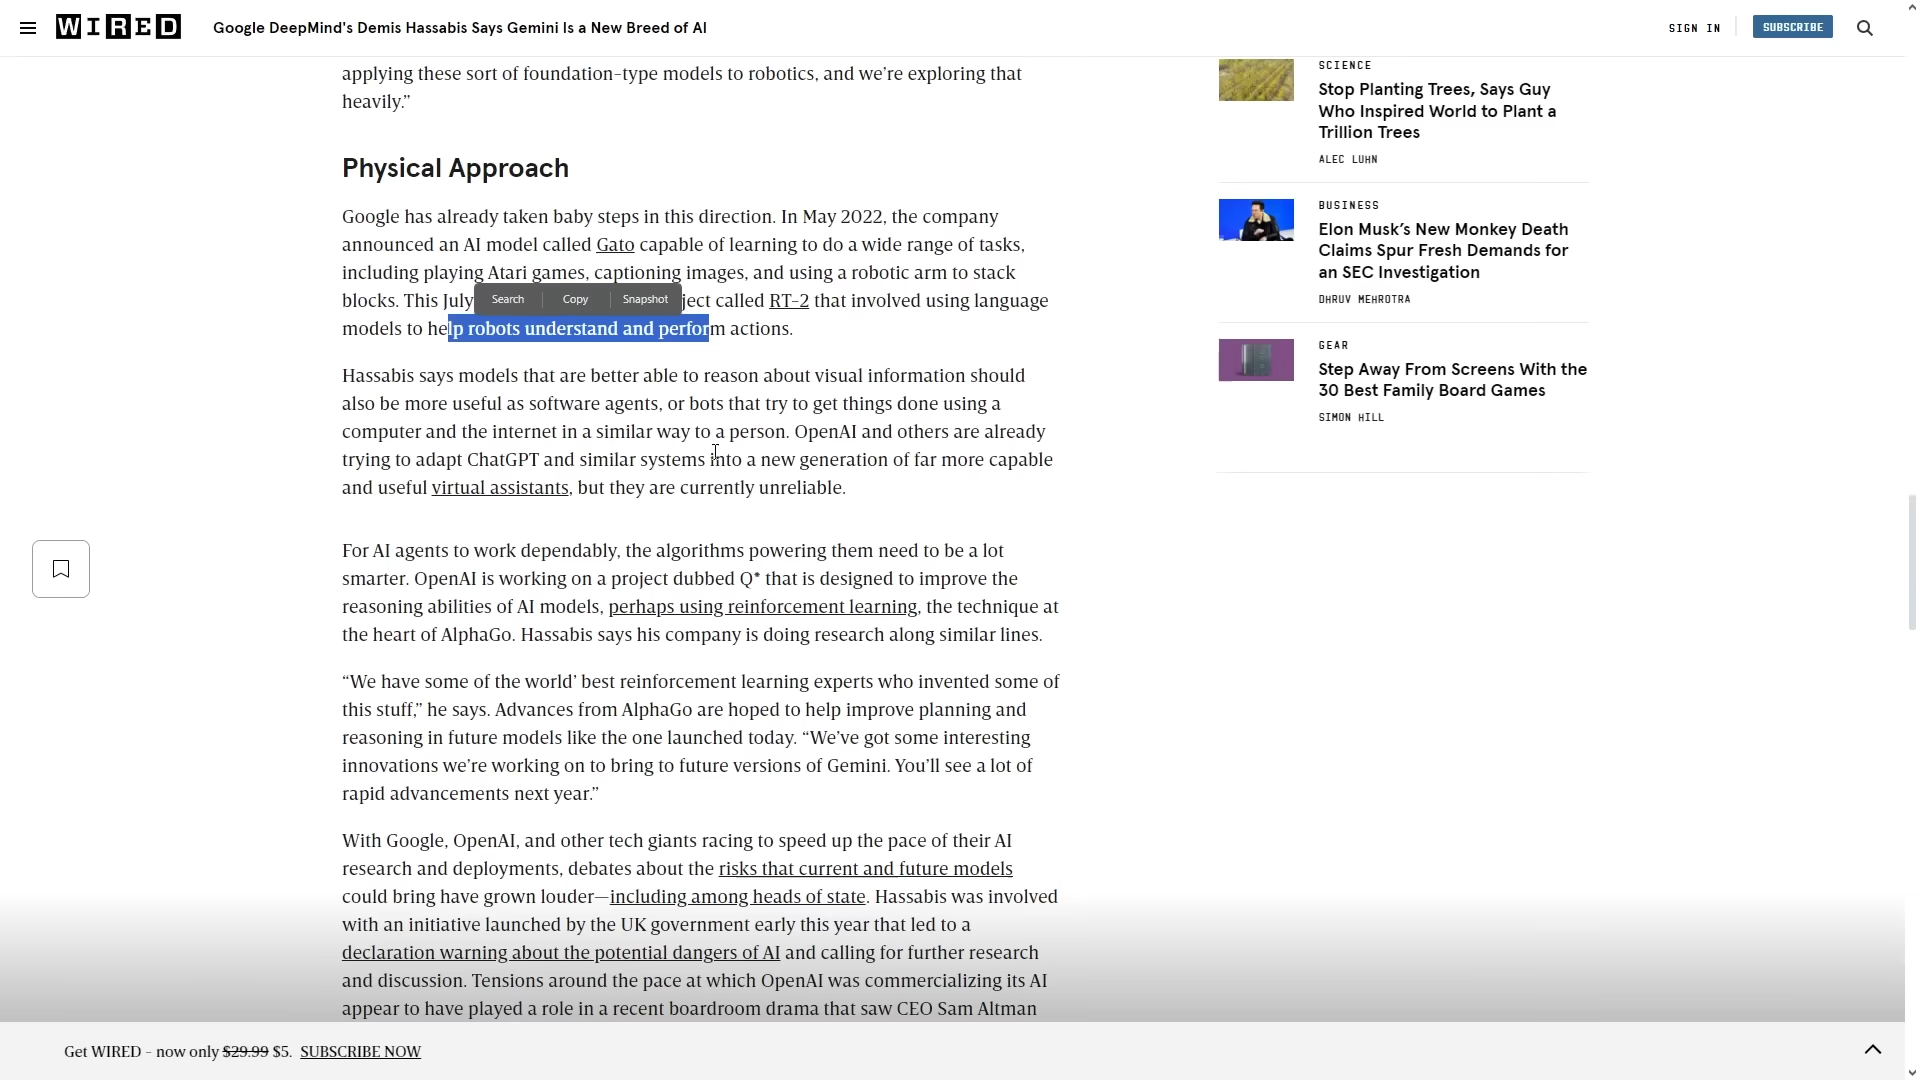 WIRED
Google DeepMind's Demis Hassabis Says Gemini Is a New Breed of AI
SIGN IN
SUBSCRIBE
applying these sort of foundation-type models to robotics, and we’re exploring that
heavily.”
Physical Approach
Google has already taken baby steps in this direction. In May 2022, the company
announced an AI model called Gato capable of learning to do a wide range of tasks,
including playing Atari games, captioning images, and using a robotic arm to stack
blocks. This July
Search
Copy
Snapshot
ject called RT-2 that involved using language
models to help robots understand and perform actions.
Hassabis says models that are better able to reason about visual information should
also be more useful as software agents, or bots that try to get things done using a
computer and the internet in a similar way to a person. OpenAI and others are already
trying to adapt ChatGPT and similar systems into a new generation of far more capable
and useful virtual assistants, but they are currently unreliable.
For AI agents to work dependably, the algorithms powering them need to be a lot
smarter. OpenAI is working on a project dubbed Q* that is designed to improve the
reasoning abilities of AI models, perhaps using reinforcement learning, the technique at
the heart of AlphaGo. Hassabis says his company is doing research along similar lines.
“We have some of the world’ best reinforcement learning experts who invented some of
this stuff,” he says. Advances from AlphaGo are hoped to help improve planning and
reasoning in future models like the one launched today. “We’ve got some interesting
innovations we’re working on to bring to future versions of Gemini. You’ll see a lot of
rapid advancements next year.”
With Google, OpenAI, and other tech giants racing to speed up the pace of their AI
research and deployments, debates about the risks that current and future models
could bring have grown louder—including among heads of state. Hassabis was involved
with an initiative launched by the UK government early this year that led to a
declaration warning about the potential dangers of AI and calling for further research
and discussion. Tensions around the pace at which OpenAI was commercializing its AI
appear to have played a role in a recent boardroom drama that saw CEO Sam Altman
SCIENCE
Stop Planting Trees, Says Guy
Who Inspired World to Plant a
Trillion Trees
ALEC LUHN
BUSINESS
Elon Musk’s New Monkey Death
Claims Spur Fresh Demands for
an SEC Investigation
DHRUV MEHROTRA
GEAR
Step Away From Screens With the
30 Best Family Board Games
SIMON HILL
Get WIRED - now only $29.99 $5. SUBSCRIBE NOW